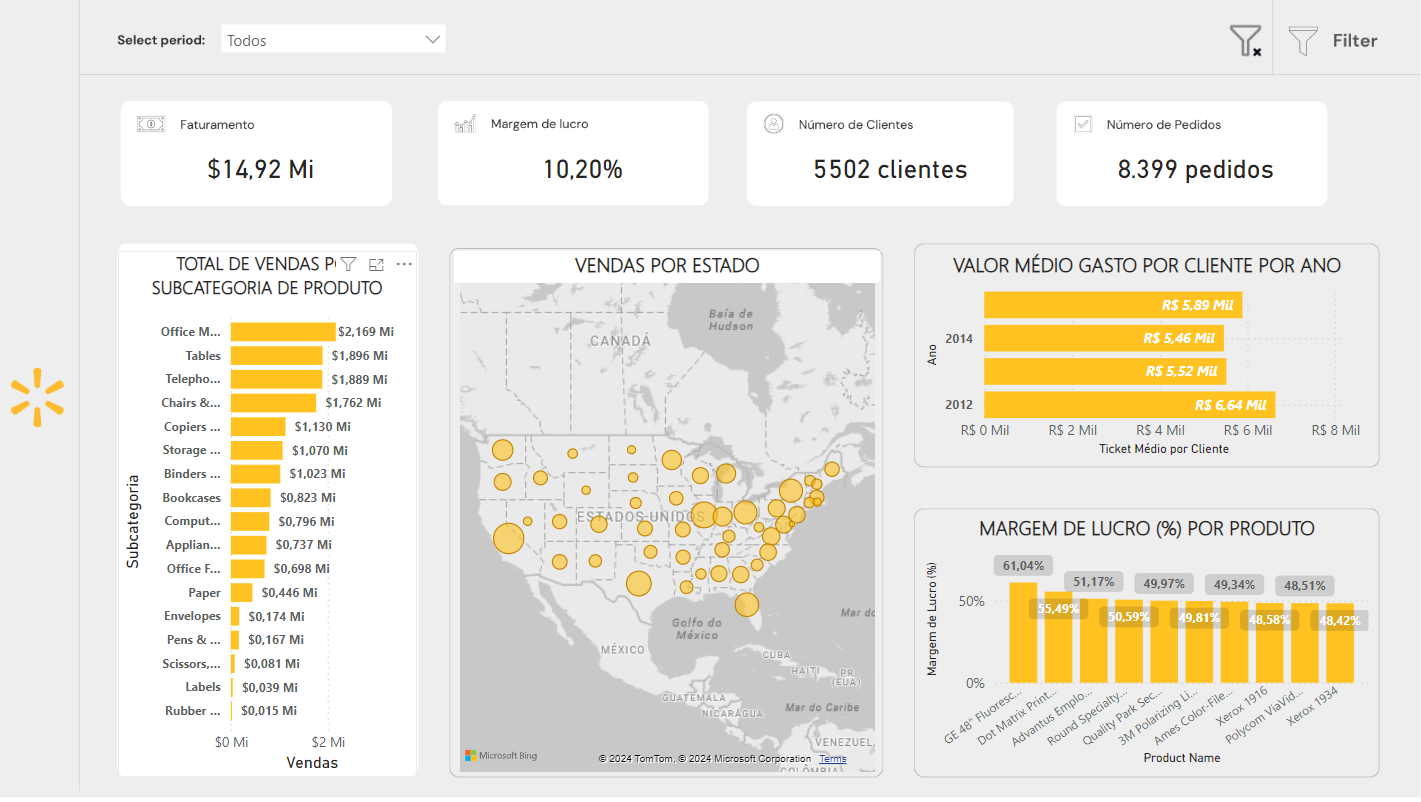 Select period:
Todos
Filter
Faturamento
$14,92 Mi
Margem de lucro
10,20%
Número de Clientes
5502 clientes
Número de Pedidos
8.399 pedidos
TOTAL DE VENDAS P
SUBCATEGORIA DE PRODUTO
Subcategoria
Office M... $2,169 Mi
Tables $1,896 Mi
Telepho... $1,889 Mi
Chairs &... $1,762 Mi
Copiers ... $1,130 Mi
Storage ... $1,070 Mi
Binders ... $1,023 Mi
Bookcases $0,823 Mi
Comput... $0,796 Mi
Applian... $0,737 Mi
Office F... $0,698 Mi
Paper $0,446 Mi
Envelopes $0,174 Mi
Pens & ... $0,167 Mi
Scissors,... $0,081 Mi
Labels $0,039 Mi
Rubber ... $0,015 Mi
$0 Mi $2 Mi
Vendas
VENDAS POR ESTADO
Baía de
Hudson
CANADÁ
ESTADOS UNIDOS
Golfo do
México
MÉXICO
Mar do
CUBA
HAITI
PR
(EUA)
GUATEMALA
NICARÁGUA
Mar do Caribe
VENEZUEL
COLÔMBIA
Microsoft Bing
© 2024 TomTom, © 2024 Microsoft Corporation Terms
VALOR MÉDIO GASTO POR CLIENTE POR ANO
Ano
R$ 5,89 Mil
2014 R$ 5,46 Mil
R$ 5,52 Mil
2012 R$ 6,64 Mil
R$ 0 Mil R$ 2 Mil R$ 4 Mil R$ 6 Mil R$ 8 Mil
Ticket Médio por Cliente
MARGEM DE LUCRO (%) POR PRODUTO
Margem de Lucro (%)
61,04%
51,17% 49,97% 49,34% 48,51%
50%
55,49% 50,59% 49,81% 48,58% 48,42%
0%
GE 48" Fluoresc...
Dot Matrix Print...
Advantus Emplo...
Round Specialty...
Quality Park Sec...
3M Polarizing Li...
Ames Color-File...
Xerox 1916
Polycom ViaVid...
Xerox 1934
Product Name